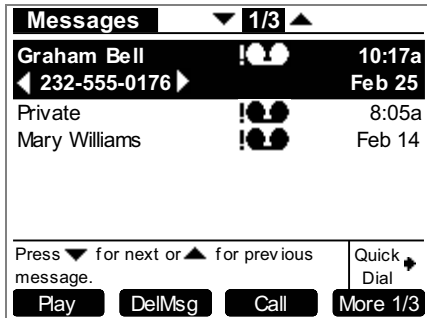 Messages 1/3
Graham Bell ! 10:17a
232-555-0176 Feb 25
Private ! 8:05a
Mary Williams ! Feb 14
Press for next or for previous message.
Quick Dial
Play DelMsg Call More 1/3